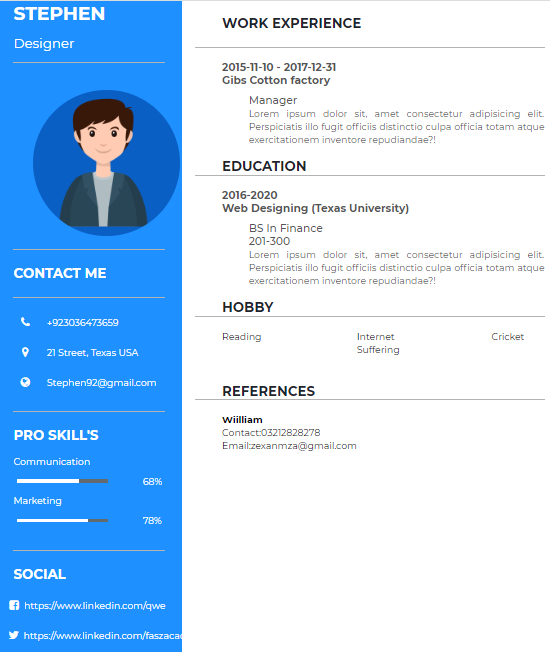 STEPHEN
Designer
CONTACT ME
+923036473659
21 Street, Texas USA
Stephen92@gmail.com
PRO SKILL'S
Communication
68%
Marketing
78%
SOCIAL
https://www.linkedin.com/qwe
https://www.linkedin.com/faszacad
WORK EXPERIENCE
2015-11-10 - 2017-12-31
Gibs Cotton factory
Manager
Lorem ipsum dolor sit, amet consectetur adipisicing elit.
Perspiciatis illo fugit officiis distinctio culpa officia totam atque
exercitationem inventore repudiandae?!
EDUCATION
2016-2020
Web Designing (Texas University)
BS In Finance
201-300
Lorem ipsum dolor sit, amet consectetur adipisicing elit.
Perspiciatis illo fugit officiis distinctio culpa officia totam atque
exercitationem inventore repudiandae?!
HOBBY
Reading
Internet
Suffering
Cricket
REFERENCES
Wiilliam
Contact:03212828278
Email:zexanmza@gmail.com